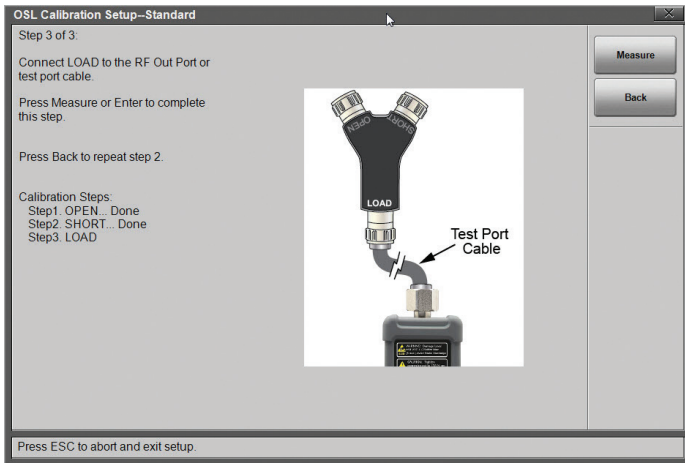 OSL Calibration Setup--Standard
Step 3 of 3:
Connect LOAD to the RF Out Port or
test port cable.
Press Measure or Enter to complete
this step.
Press Back to repeat step 2.
Calibration Steps:
Step1. OPEN... Done
Step2. SHORT... Done
Step3. LOAD
OPEN
SHORT
LOAD
Test Port
Cable
Measure
Back
Press ESC to abort and exit setup.